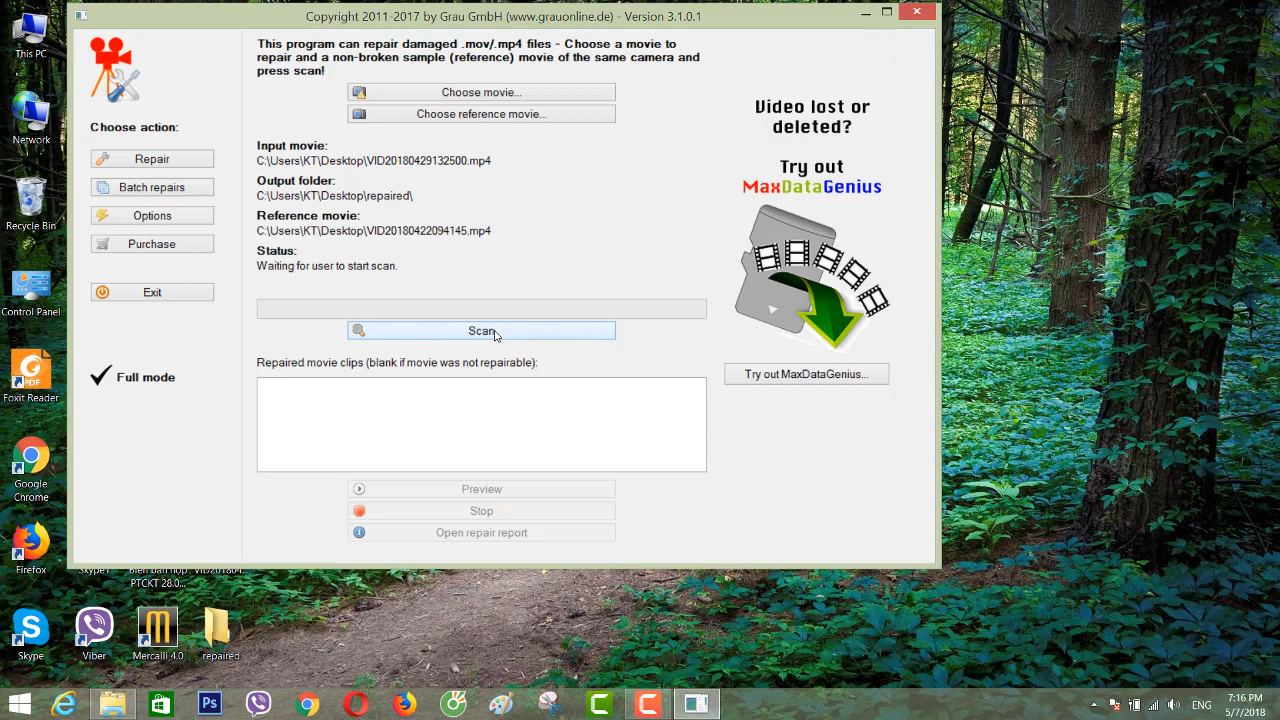 Copyright 2011-2017 by Grau GmbH (www.grauonline.de) - Version 3.1.0.1
This PC
Network
Recycle Bin
Control Panel
Foxit Reader
Google
Chrome
Firefox
Skype
Viber
Mercalli 4.0
repaired
PTCKT 28.0...
Choose action:
Repair
Batch repairs
Options
Purchase
Exit
Full mode
This program can repair damaged .mov/.mp4 files - Choose a movie to
repair and a non-broken sample (reference) movie of the same camera and
press scan!
Choose movie...
Choose reference movie...
Input movie:
C:\Users\KT\Desktop\VID20180429132500.mp4
Output folder:
C:\Users\KT\Desktop\repaired\
Reference movie:
C:\Users\KT\Desktop\VID20180422094145.mp4
Status:
Waiting for user to start scan.
Scan
Repaired movie clips (blank if movie was not repairable):
Preview
Stop
Open repair report
Video lost or
deleted?
Try out
MaxDataGenius
Try out MaxDataGenius...
PDF
Ps
ENG
7:16 PM
5/7/2018